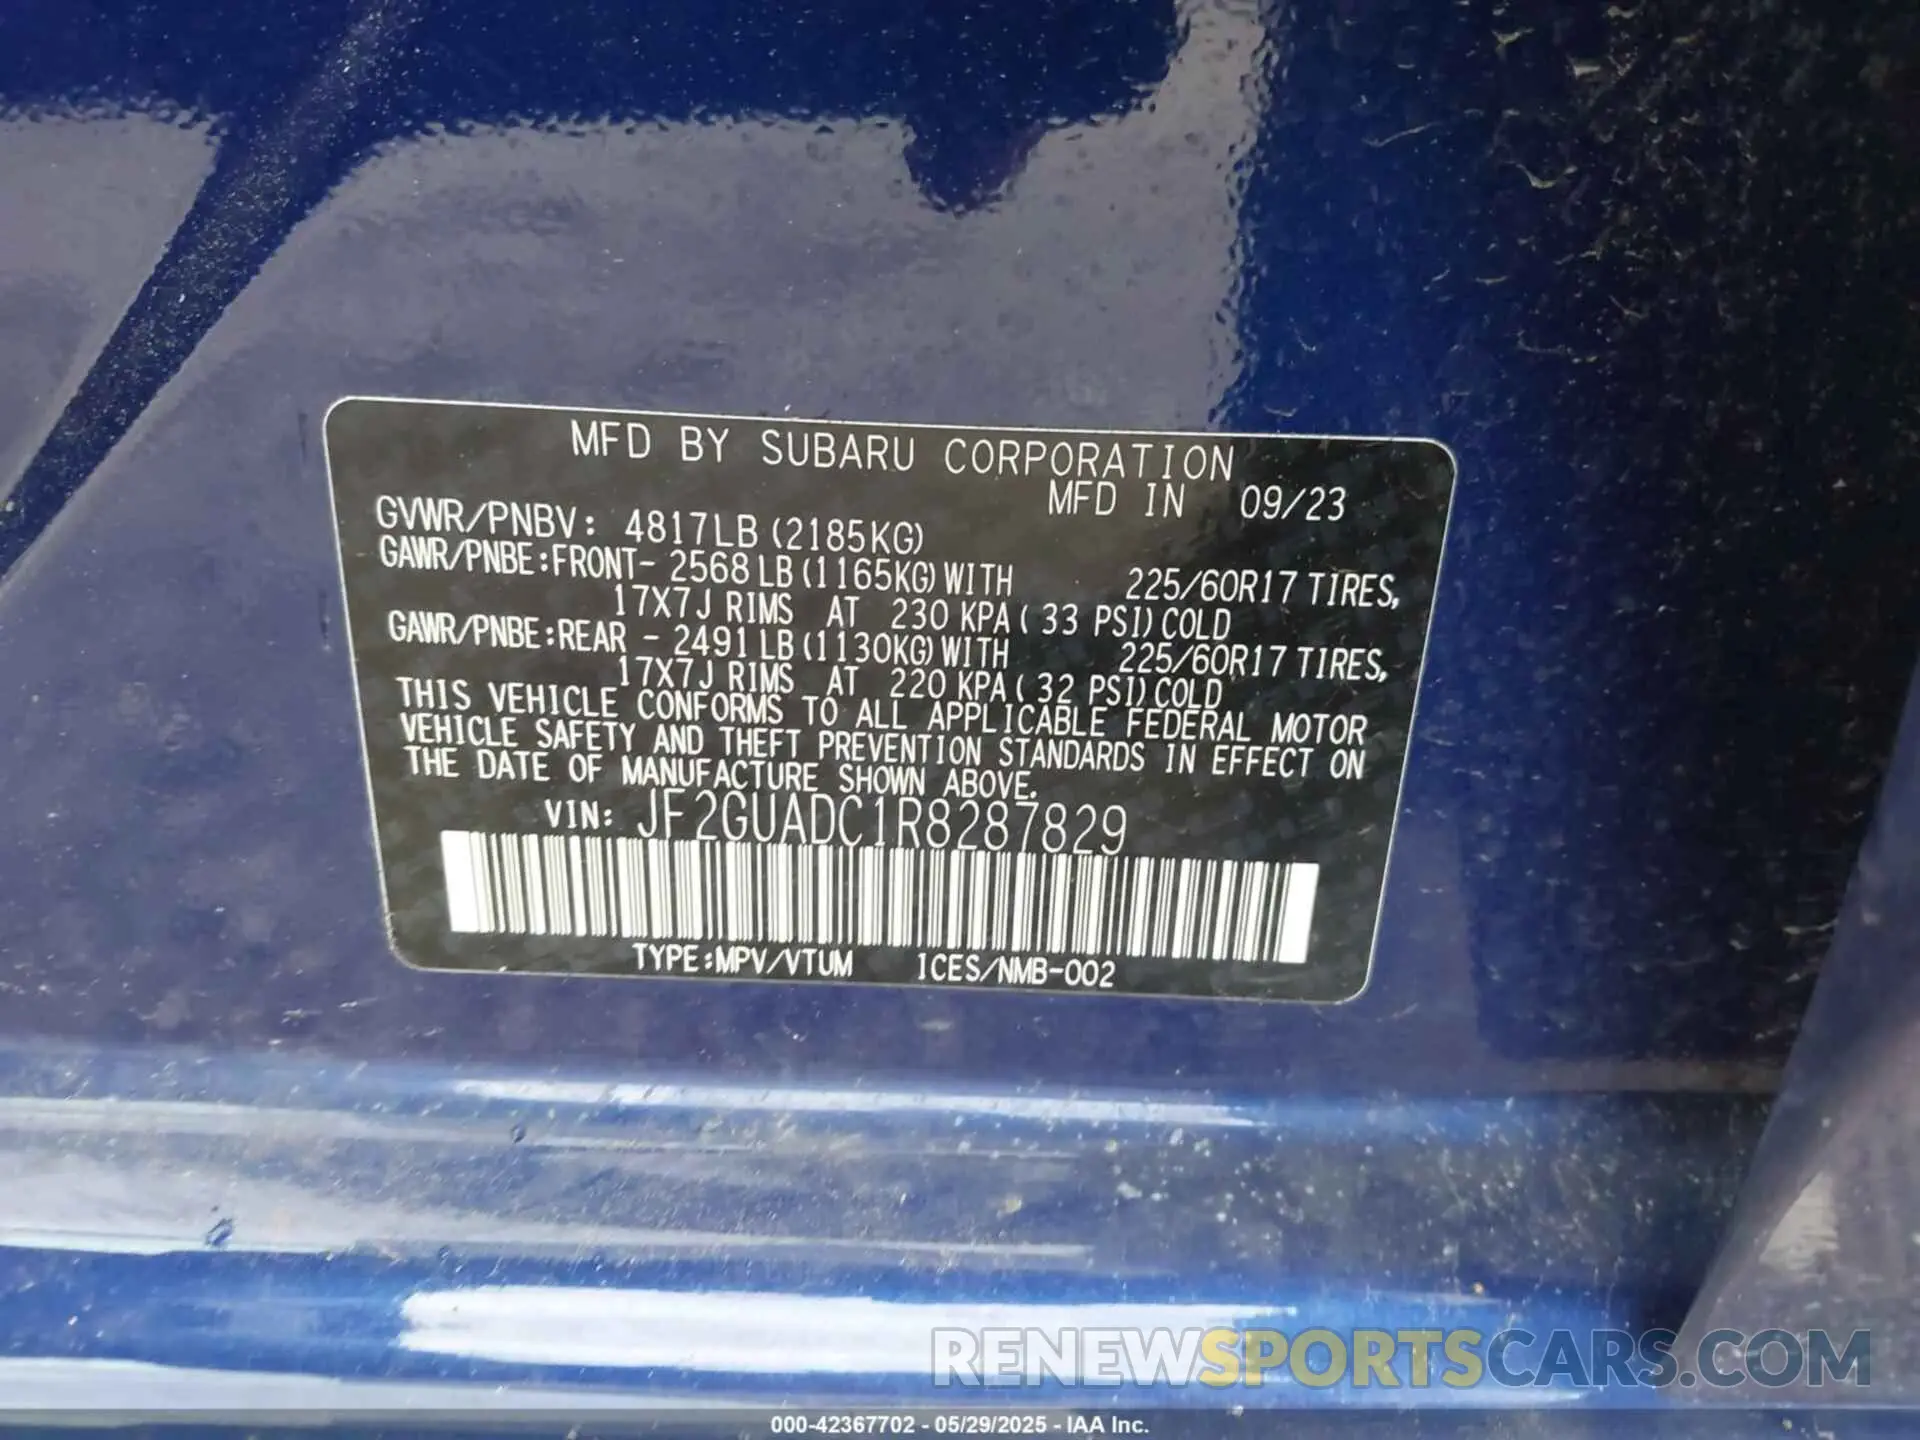 MFD BY SUBARU CORPORATION
MFD IN 09/23
GVWR/PNBV: 4817LB (2185KG)
GAWR/PNBE:FRONT- 2568 LB (1165KG) WITH 225/60R17 TIRES,
17X7J RIMS AT 230 KPA ( 33 PSI) COLD
GAWR/PNBE:REAR - 2491 LB (1130KG) WITH 225/60R17 TIRES,
17X7J RIMS AT 220 KPA ( 32 PSI) COLD
THIS VEHICLE CONFORMS TO ALL APPLICABLE FEDERAL MOTOR
VEHICLE SAFETY AND THEFT PREVENTION STANDARDS IN EFFECT ON
THE DATE OF MANUFACTURE SHOWN ABOVE.
VIN: JF2GUADC1R8287829
TYPE:MPV/VTUM ICES/NMB-002
RENEWSPORTSCARS.COM
000-42367702 - 05/29/2025 - IAA Inc.